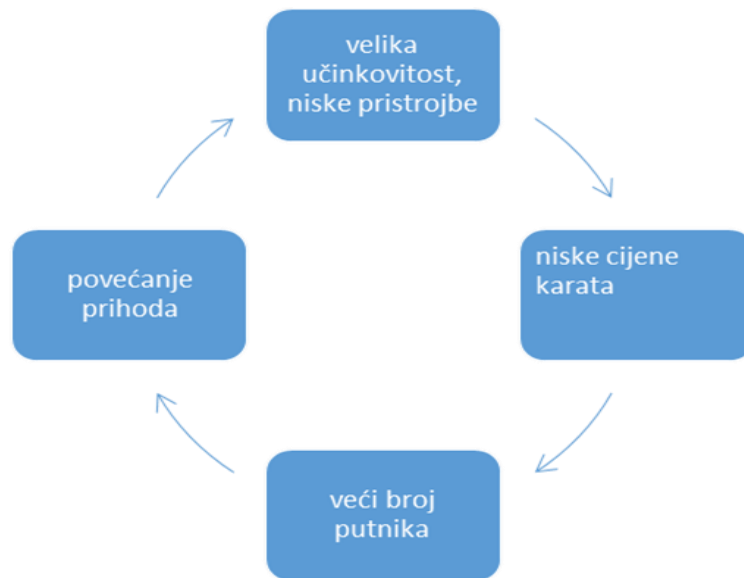 velika
učinkovitost,
niske pristrojbe
niske cijene
karata
veći broj
putnika
povećanje
prihoda